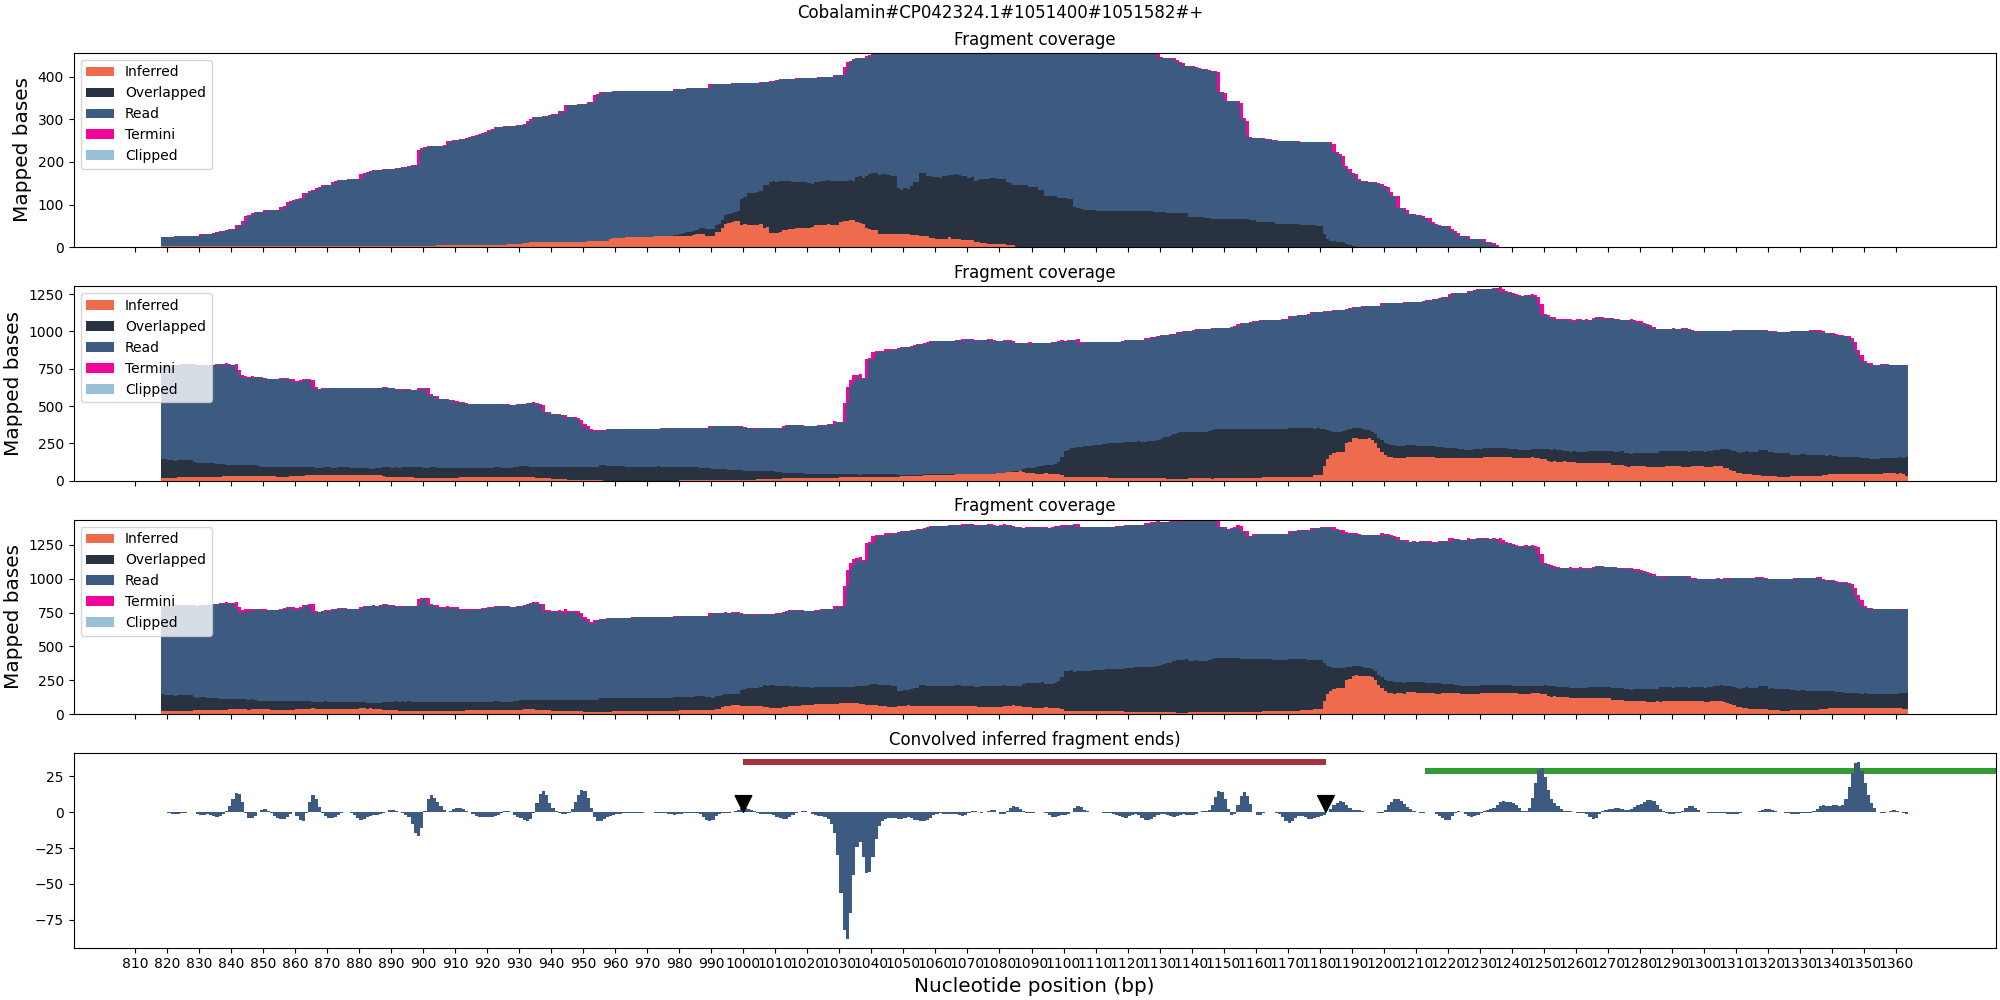 Cobalamin#CP042324.1#1051400#1051582#+
Fragment coverage
Mapped bases
400
300
200
100
0
Inferred
Overlapped
Read
Termini
Clipped
Fragment coverage
Mapped bases
1250
1000
750
500
250
0
Inferred
Overlapped
Read
Termini
Clipped
Fragment coverage
Mapped bases
1250
1000
750
500
250
0
Inferred
Overlapped
Read
Termini
Clipped
Convolved inferred fragment ends)
25
0
−25
−50
−75
810 820 830 840 850 860 870 880 890 900 910 920 930 940 950 960 970 980 990 1000 1010 1020 1030 1040 1050 1060 1070 1080 1090 1100 1110 1120 1130 1140 1150 1160 1170 1180 1190 1200 1210 1220 1230 1240 1250 1260 1270 1280 1290 1300 1310 1320 1330 1340 1350 1360
Nucleotide position (bp)